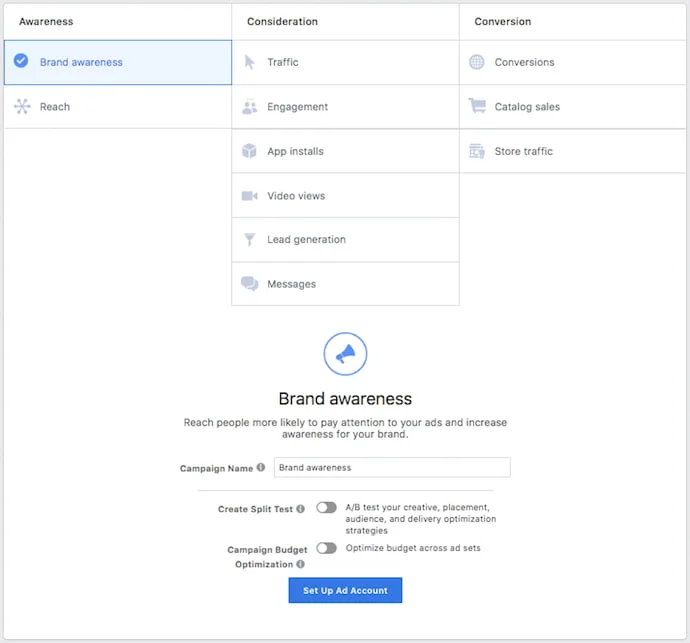 Awareness
Consideration
Conversion
Brand awareness
Traffic
Conversions
Reach
Engagement
Catalog sales
App installs
Store traffic
Video views
Lead generation
Messages
Brand awareness
Reach people more likely to pay attention to your ads and increase
awareness for your brand.
Campaign Name
Brand awareness
Create Split Test
A/B test your creative, placement,
audience, and delivery optimization
strategies
Campaign Budget
Optimization
Optimize budget across ad sets
Set Up Ad Account